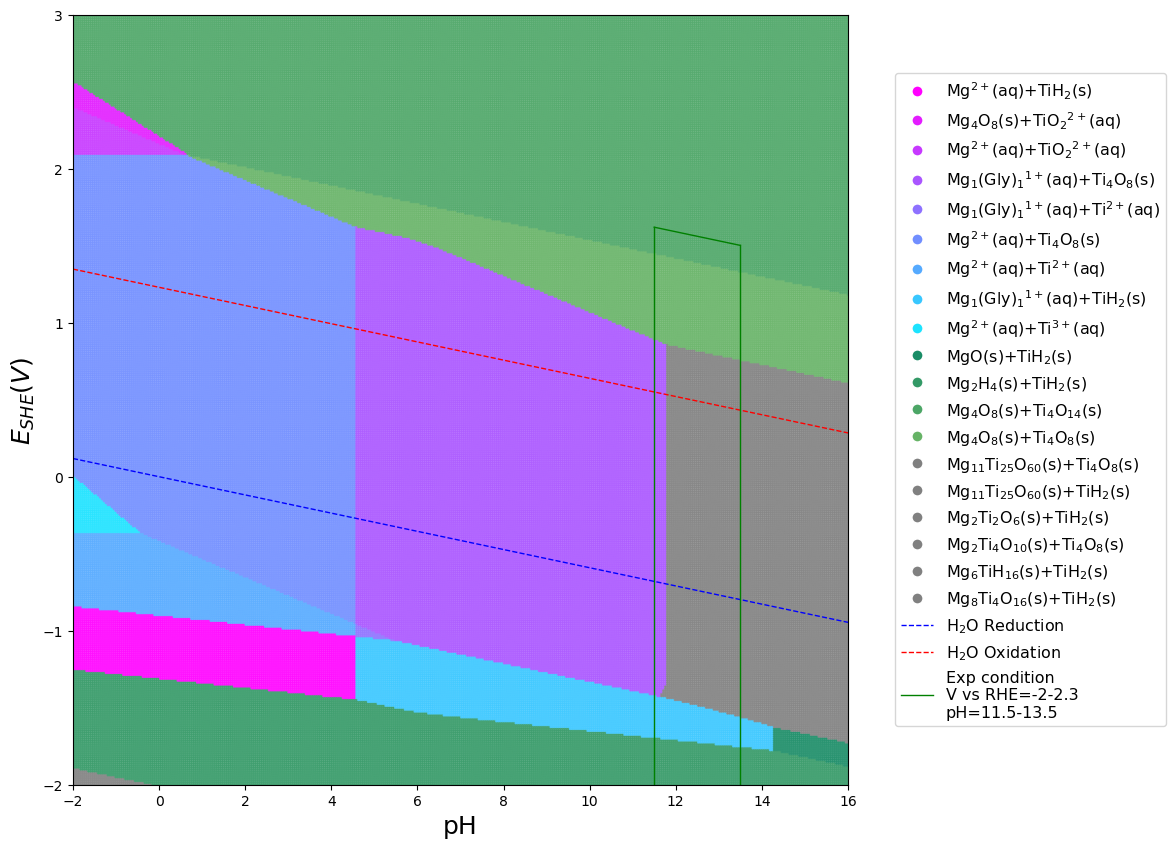 3
2
1
0
−1
−2
−2 0 2 4 6 8 10 12 14 16
E_SHE(V)
pH
Mg²⁺(aq)+TiH₂(s)
Mg₄O₈(s)+TiO₂²⁺(aq)
Mg²⁺(aq)+TiO₂²⁺(aq)
Mg₁(Gly)₁¹⁺(aq)+Ti₄O₈(s)
Mg₁(Gly)₁¹⁺(aq)+Ti²⁺(aq)
Mg²⁺(aq)+Ti₄O₈(s)
Mg²⁺(aq)+Ti²⁺(aq)
Mg₁(Gly)₁¹⁺(aq)+TiH₂(s)
Mg²⁺(aq)+Ti³⁺(aq)
MgO(s)+TiH₂(s)
Mg₂H₄(s)+TiH₂(s)
Mg₄O₈(s)+Ti₄O₁₄(s)
Mg₄O₈(s)+Ti₄O₈(s)
Mg₁₁Ti₂₅O₆₀(s)+Ti₄O₈(s)
Mg₁₁Ti₂₅O₆₀(s)+TiH₂(s)
Mg₂Ti₂O₆(s)+TiH₂(s)
Mg₂Ti₄O₁₀(s)+Ti₄O₈(s)
Mg₆TiH₁₆(s)+TiH₂(s)
Mg₈Ti₄O₁₆(s)+TiH₂(s)
H₂O Reduction
H₂O Oxidation
Exp condition
V vs RHE=-2-2.3
pH=11.5-13.5